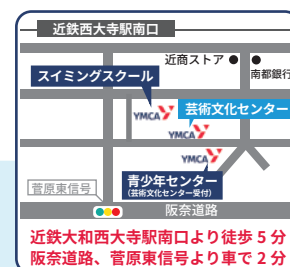 近鉄西大寺駅南口
近商ストア
南都銀行
スイミングスクール
YMCA
芸術文化センター
YMCA
YMCA
青少年センター
(芸術文化センター受付)
菅原東信号
阪奈道路
近鉄大和西大寺駅南口より徒歩5分
阪奈道路、菅原東信号より車で2分